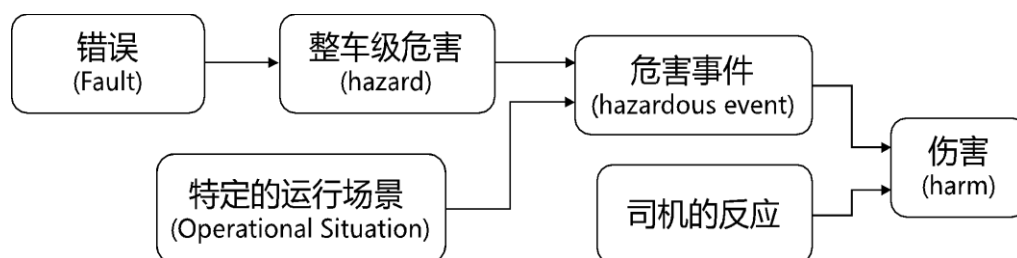 错误
(Fault)
整车级危害
(hazard)
危害事件
(hazardous event)
特定的运行场景
(Operational Situation)
司机的反应
伤害
(harm)